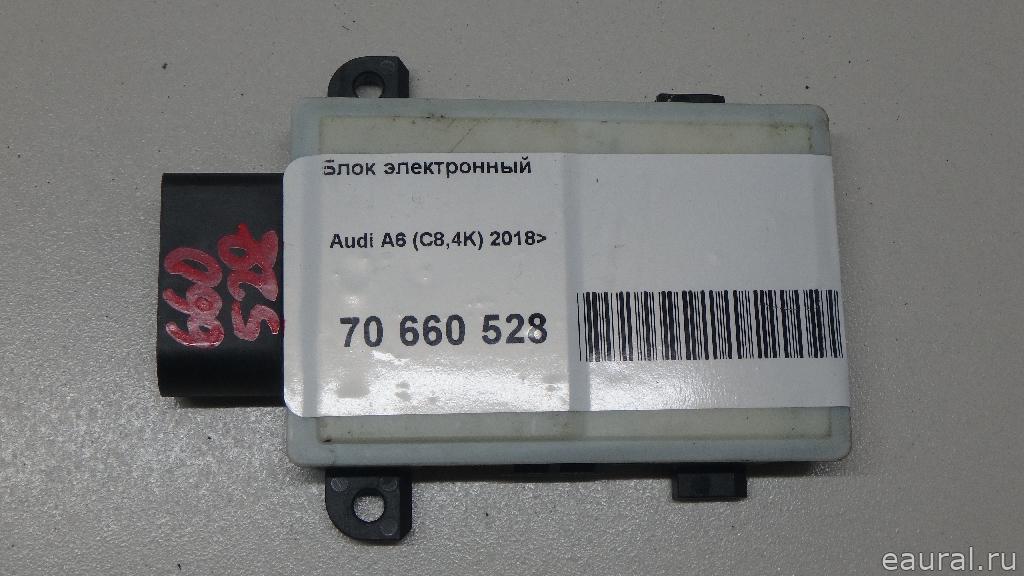 Блок электронный
Audi A6 (C8,4K) 2018>
70 660 528
660
528
eaural.ru